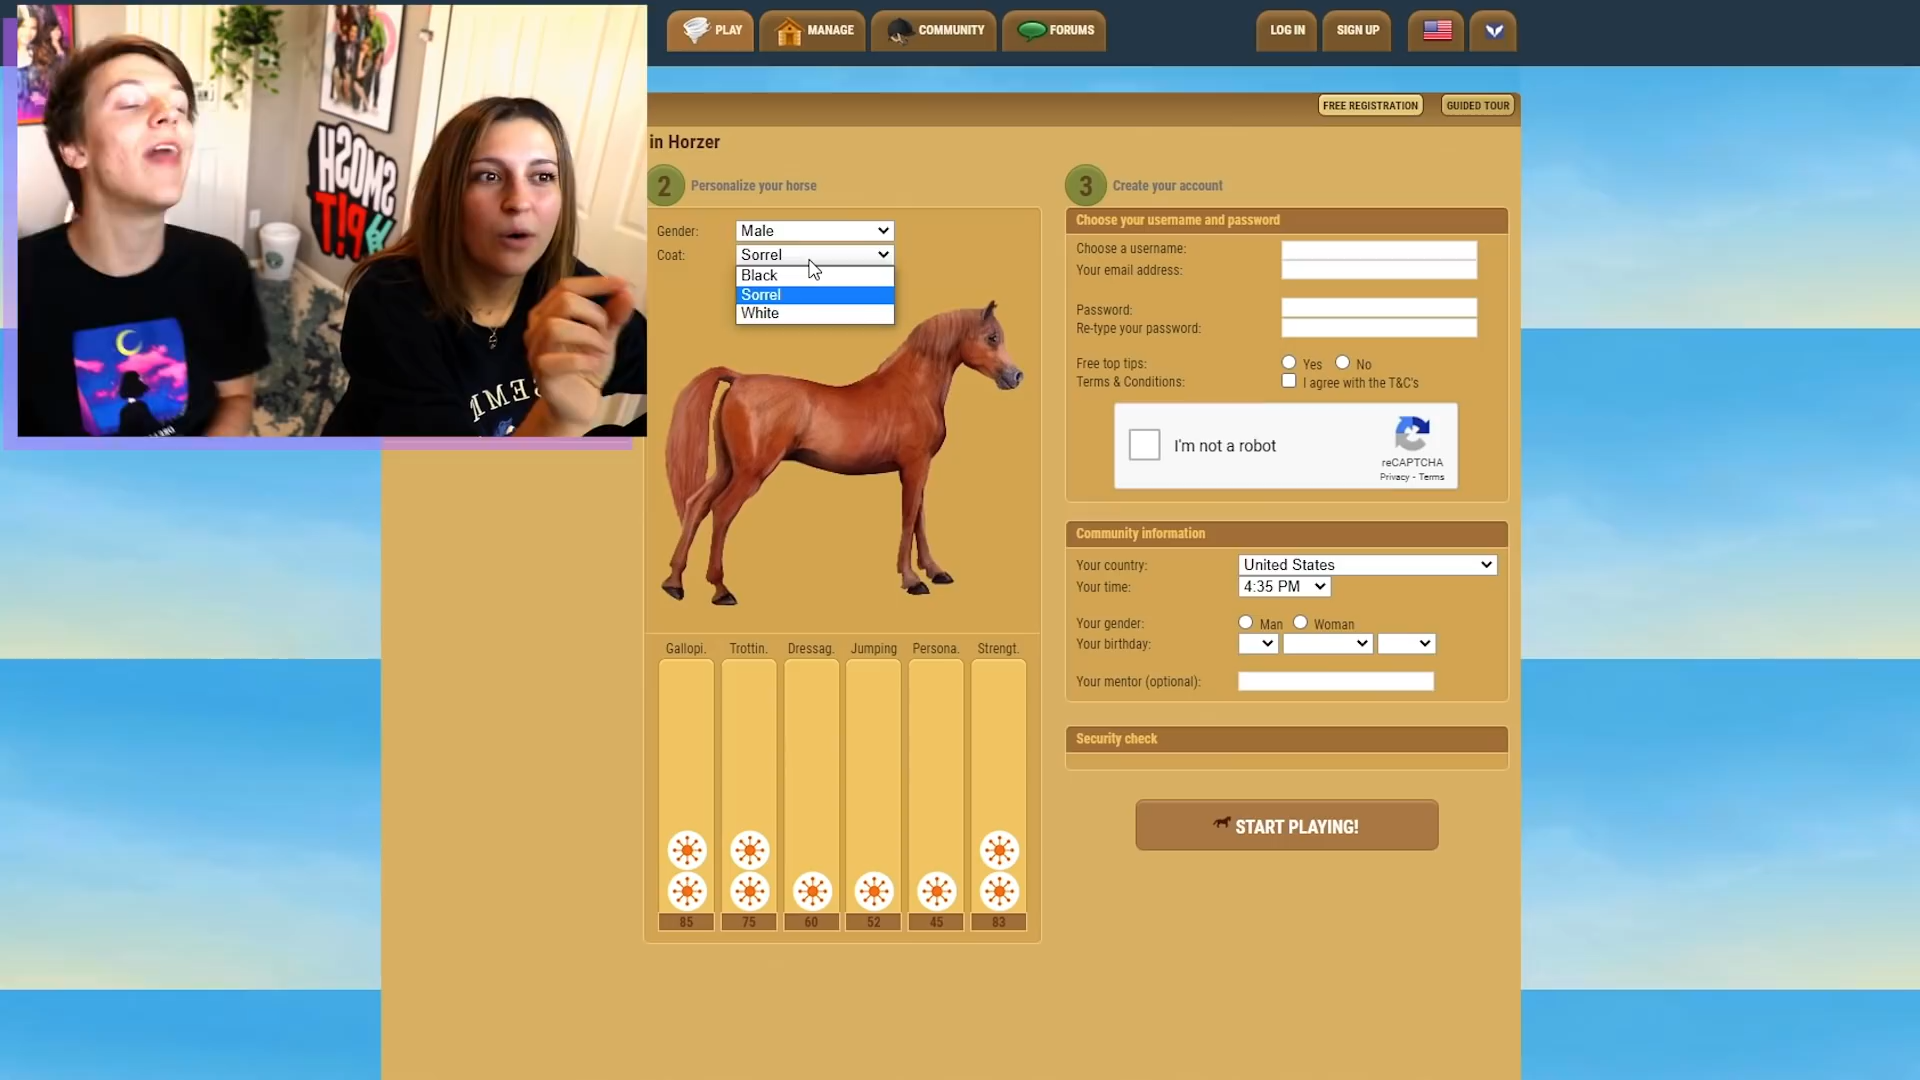 PLAY
MANAGE
COMMUNITY
FORUMS
LOG IN
SIGN UP
FREE REGISTRATION
GUIDED TOUR
SMOSH
PIT
in Horzer
2 Personalize your horse
Gender: Male
Coat: Sorrel
Black
Sorrel
White
Gallopi. Trottin. Dressag. Jumping Persona. Strengt.
85 75 60 52 45 83
3 Create your account
Choose your username and password
Choose a username:
Your email address:
Password:
Re-type your password:
Free top tips: Yes No
Terms & Conditions: I agree with the T&C's
I'm not a robot
reCAPTCHA
Privacy - Terms
Community information
Your country: United States
Your time: 4:35 PM
Your gender: Man Woman
Your birthday:
Your mentor (optional):
Security check
START PLAYING!